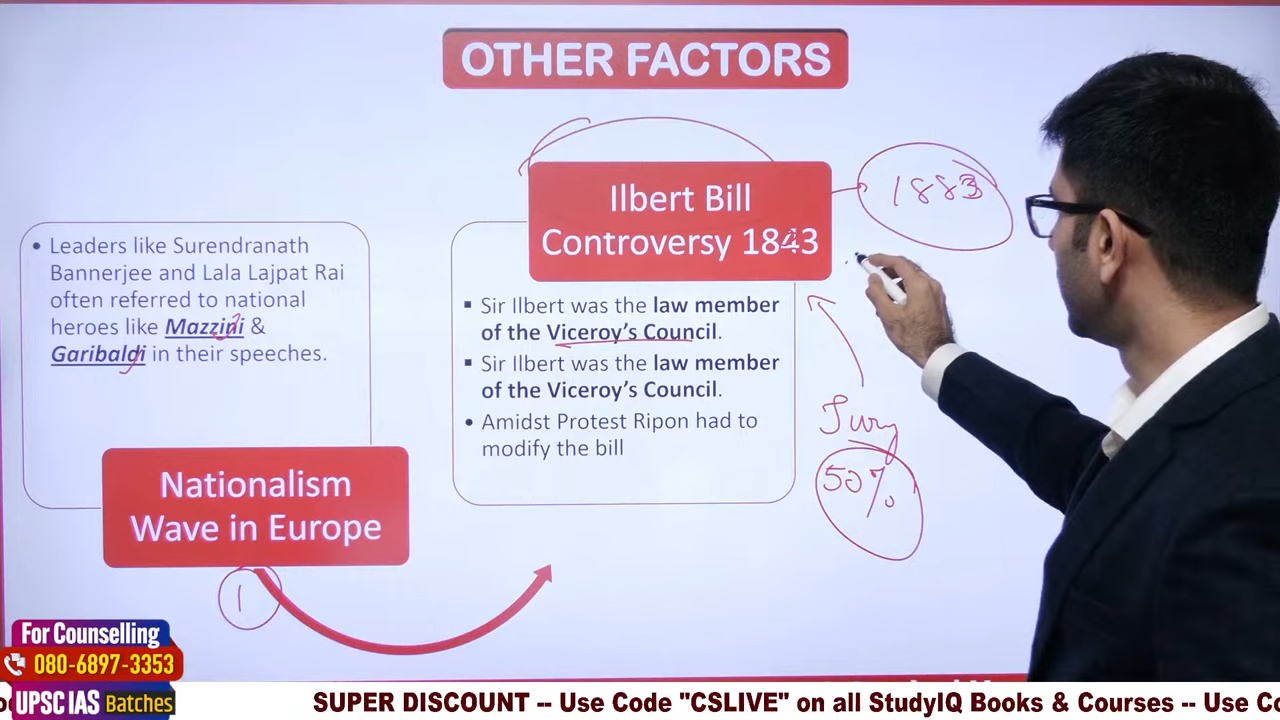 OTHER FACTORS
Ilbert Bill
Controversy 1843
1883
• Leaders like Surendranath
Bannerjee and Lala Lajpat Rai
often referred to national
heroes like Mazzini &
Garibaldi in their speeches.
Nationalism
Wave in Europe
1
▪ Sir Ilbert was the law member
of the Viceroy's Council.
▪ Sir Ilbert was the law member
of the Viceroy's Council.
• Amidst Protest Ripon had to
modify the bill
Jury
50%
For Counselling
080-6897-3353
UPSC IAS Batches
SUPER DISCOUNT -- Use Code "CSLIVE" on all StudyIQ Books & Courses -- Use